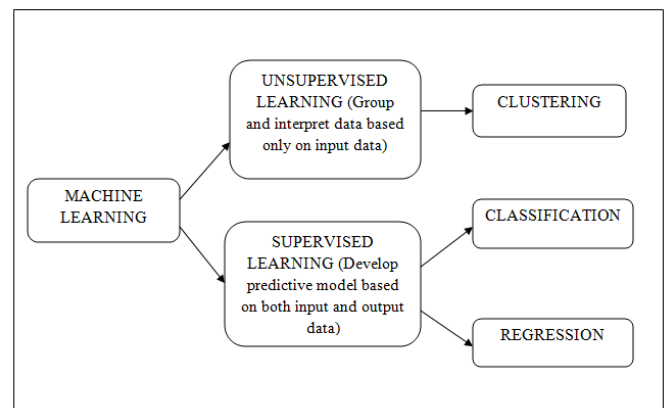 MACHINE
LEARNING
UNSUPERVISED
LEARNING (Group
and interpret data based
only on input data)
CLUSTERING
SUPERVISED
LEARNING (Develop
predictive model based
on both input and output
data)
CLASSIFICATION
REGRESSION